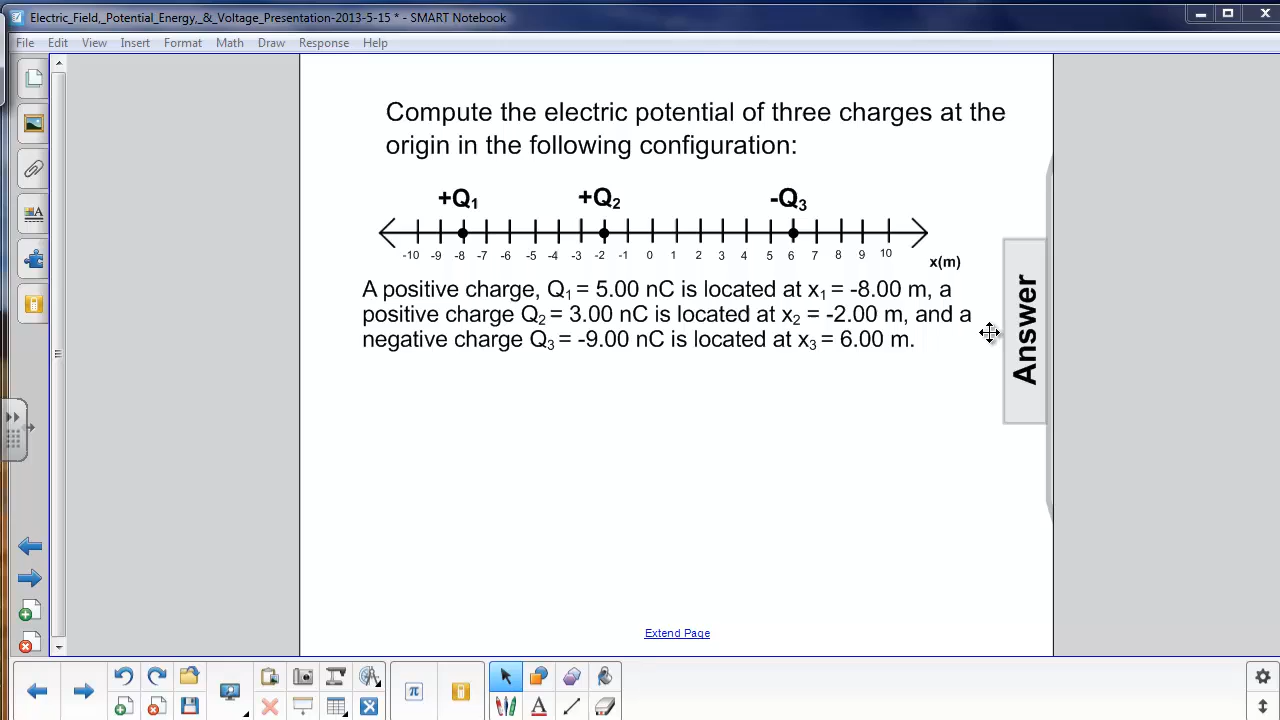 Electric_Field,_Potential_Energy,_&_Voltage_Presentation-2013-5-15 * - SMART Notebook
File Edit View Insert Format Math Draw Response Help
Compute the electric potential of three charges at the
origin in the following configuration:
+Q₁ +Q₂ -Q₃
-10 -9 -8 -7 -6 -5 -4 -3 -2 -1 0 1 2 3 4 5 6 7 8 9 10
x(m)
A positive charge, Q₁ = 5.00 nC is located at x₁ = -8.00 m, a
positive charge Q₂ = 3.00 nC is located at x₂ = -2.00 m, and a
negative charge Q₃ = -9.00 nC is located at x₃ = 6.00 m.
Answer
Extend Page